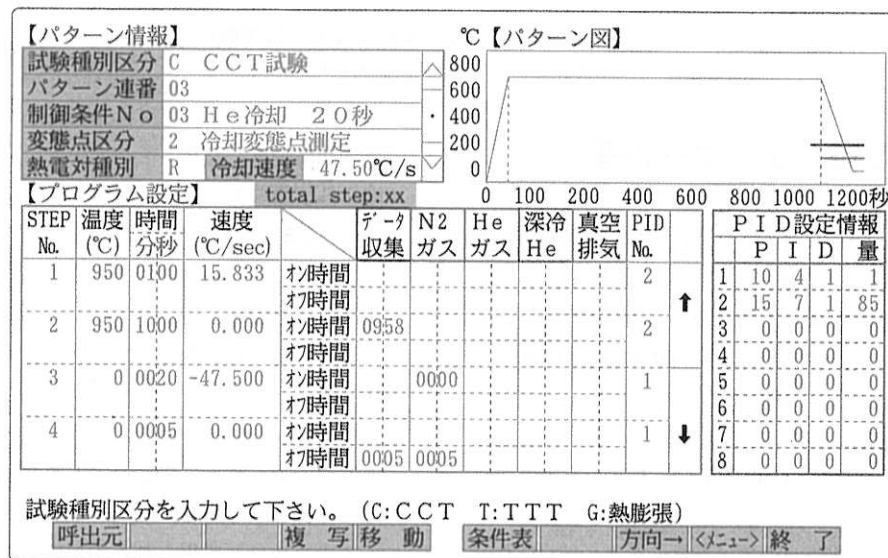 【パターン情報】
試験種別区分 C CCT試験
パターン連番 03
制御条件No 03 He冷却 20秒
変態点区分 2 冷却変態点測定
熱電対種別 R 冷却速度 47.50℃/s
℃【パターン図】
800
600
400
200
0
0 100 200 400 600 800 1000 1200秒
【プログラム設定】 total step:xx
STEP No. 温度(℃) 時間分秒 速度(℃/sec) データ収集 N2ガス Heガス 深冷He 真空排気 PID No.
1 950 0100 15.833 オン時間 2
オフ時間
2 950 1000 0.000 オン時間 0958 2
オフ時間
3 0 0020 -47.500 オン時間 0000 1
オフ時間
4 0 0005 0.000 オン時間 1
オフ時間 0005 0005
PID設定情報
P I D 量
1 10 4 1 1
2 15 7 1 85
3 0 0 0 0
4 0 0 0 0
5 0 0 0 0
6 0 0 0 0
7 0 0 0 0
8 0 0 0 0
試験種別区分を入力して下さい。(C:CCT T:TTT G:熱膨張)
呼出元 複写 移動 条件表 方向→ <メニュー> 終了